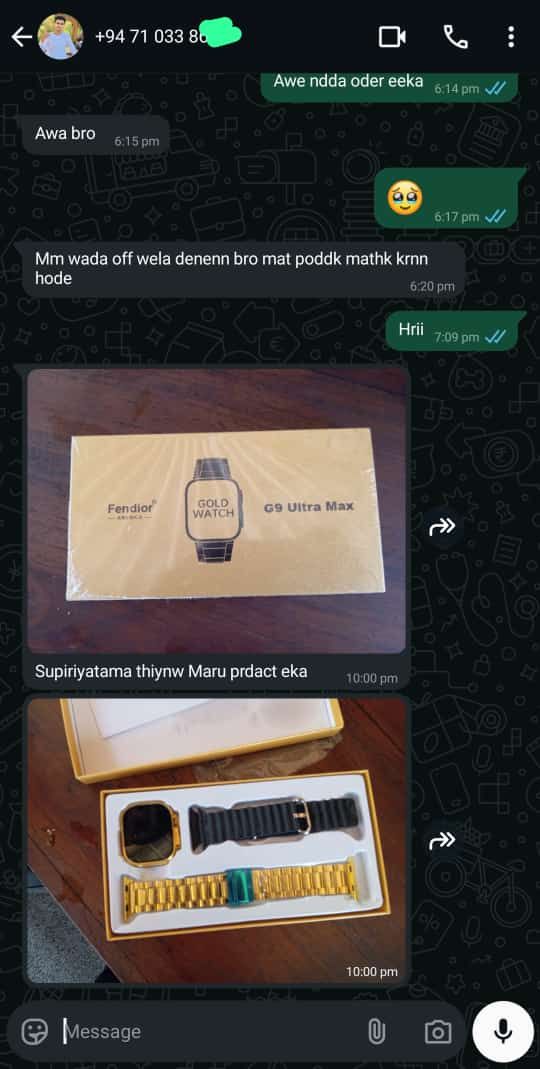 +94 71 033 8
Awe ndda oder eeka
6:14 pm
Awa bro
6:15 pm
6:17 pm
Mm wada off wela denenn bro mat poddk mathk krnn
hode
6:20 pm
Hrii
7:09 pm
Fendior
GOLD
WATCH
G9 Ultra Max
Supiriyatama thiynw Maru prdact eka
10:00 pm
10:00 pm
Message